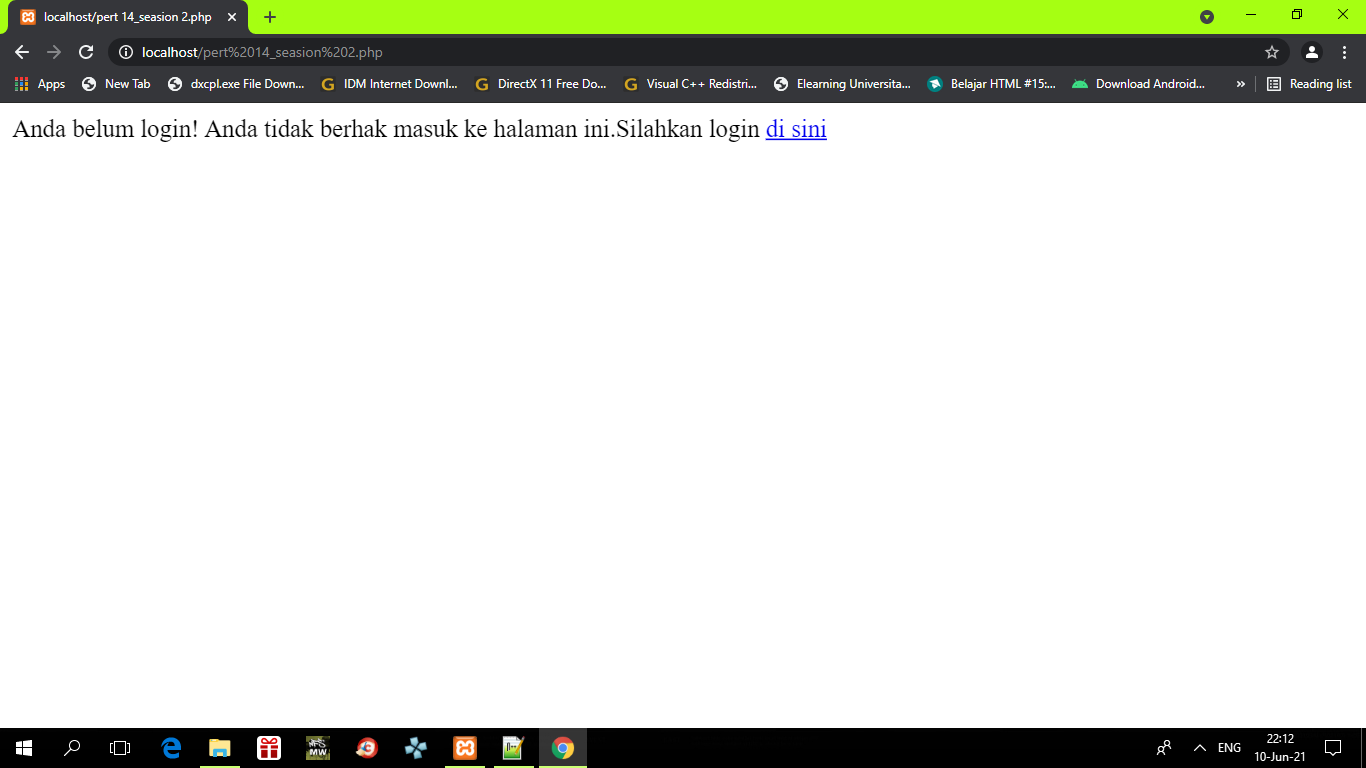 localhost/pert 14_seasion 2.php
localhost/pert%2014_seasion%202.php
Apps New Tab dxcpl.exe File Down... IDM Internet Downl... DirectX 11 Free Do... Visual C++ Redistri... Elearning Universita... Belajar HTML #15:... Download Android... » Reading list
Anda belum login! Anda tidak berhak masuk ke halaman ini.Silahkan login di sini
MW
ENG
22:12
10-Jun-21